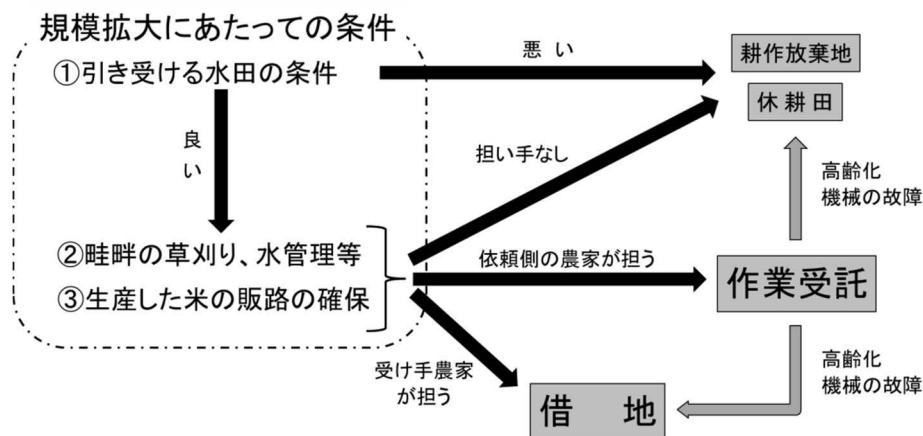 規模拡大にあたっての条件
①引き受ける水田の条件
悪い
耕作放棄地
休耕田
良い
担い手なし
高齢化
機械の故障
②畦畔の草刈り、水管理等
③生産した米の販路の確保
依頼側の農家が担う
作業受託
受け手農家
が担う
高齢化
機械の故障
借　地